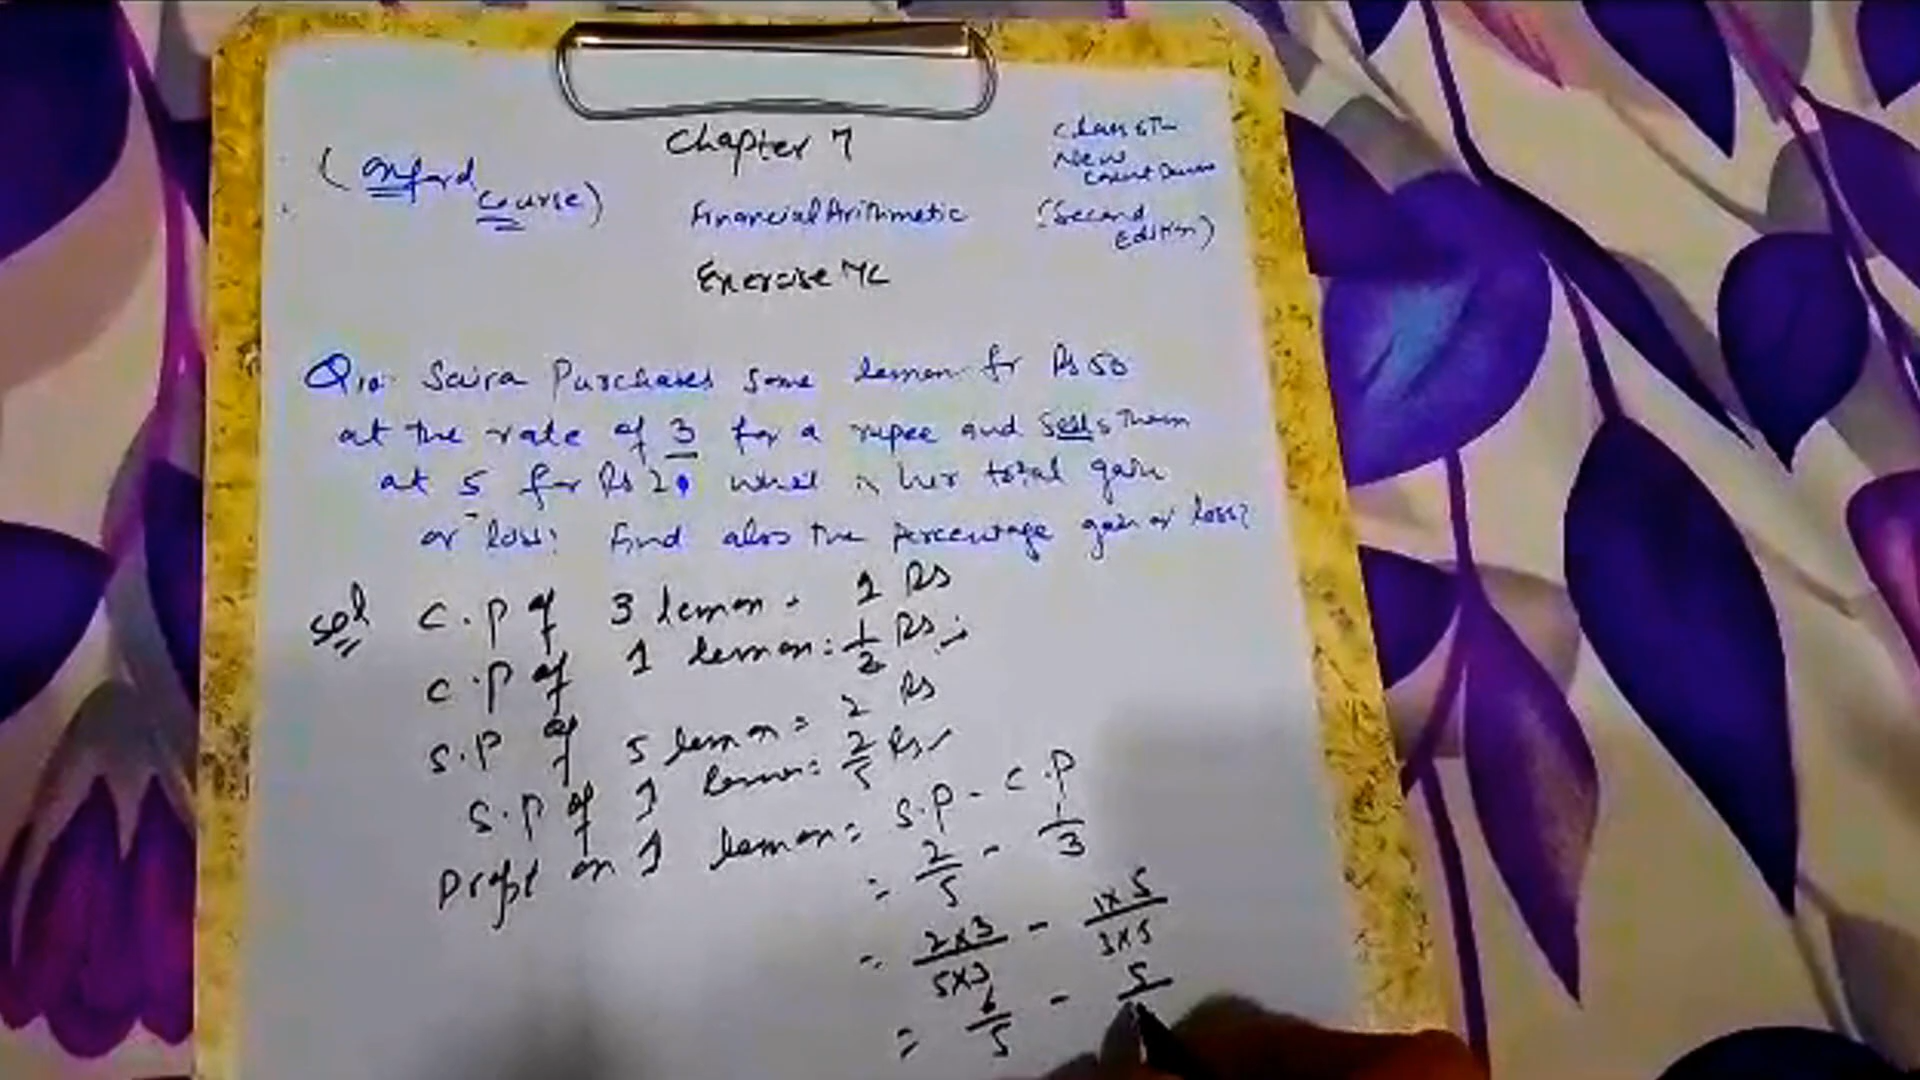 Chapter 7
(Oxford
Course)
Class 6Th
New
Count Down
(Second
Edition)
Financial Arithmetic
Exercise 7C
Q10. Saira Purchases some lemon for Rs 50
at the rate of 3 for a rupee and sells them
at 5 for Rs 2. what is her total gain
or loss? Find also the percentage gain or loss?
Sol C.P of 3 lemon = 1 Rs
C.P of 1 lemon = 1/3 Rs
S.P of 5 lemon = 2 Rs
S.P of 1 lemon = 2/5 Rs
Profit on 1 lemon = S.P - C.P
= 2/5 - 1/3
= 2x3/5x3 - 1x5/3x5
= 6/5 - 5